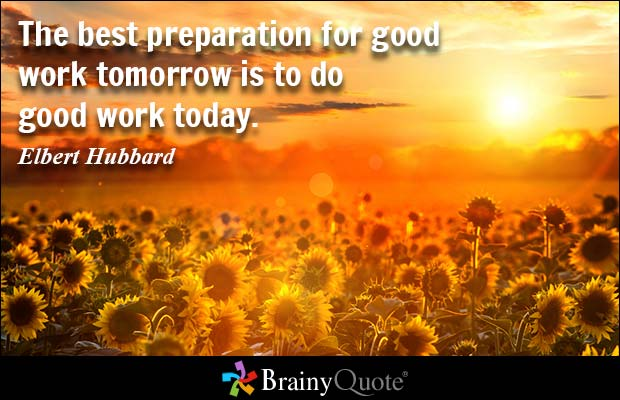 The best preparation for good
work tomorrow is to do
good work today.
Elbert Hubbard
BrainyQuote®